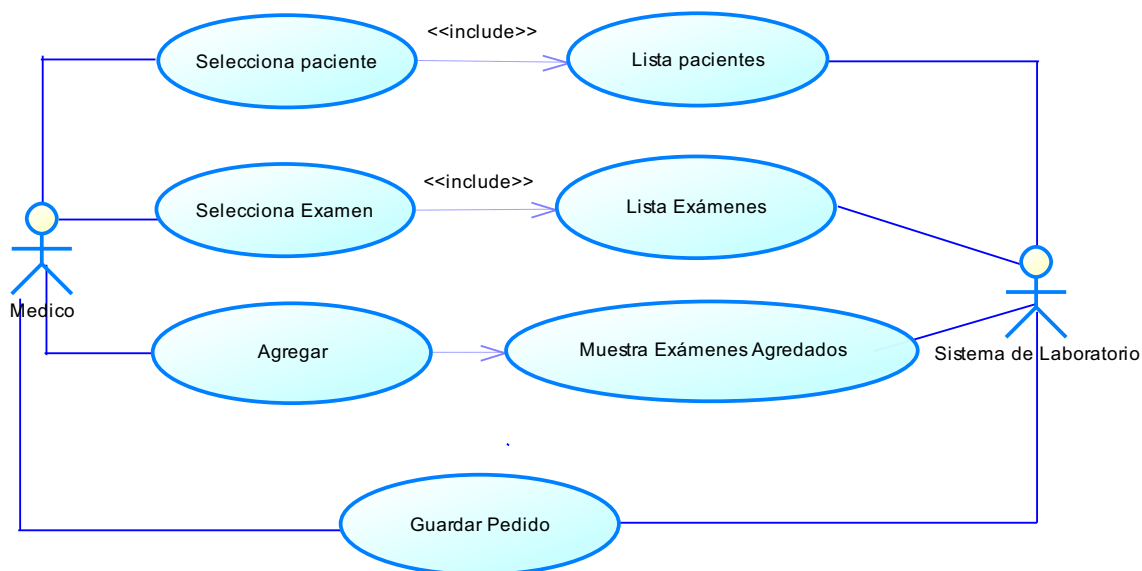 <<include>>
Selecciona paciente
Lista pacientes
<<include>>
Selecciona Examen
Lista Exámenes
Medico
Agregar
Muestra Exámenes Agredados
Sistema de Laboratorio
Guardar Pedido